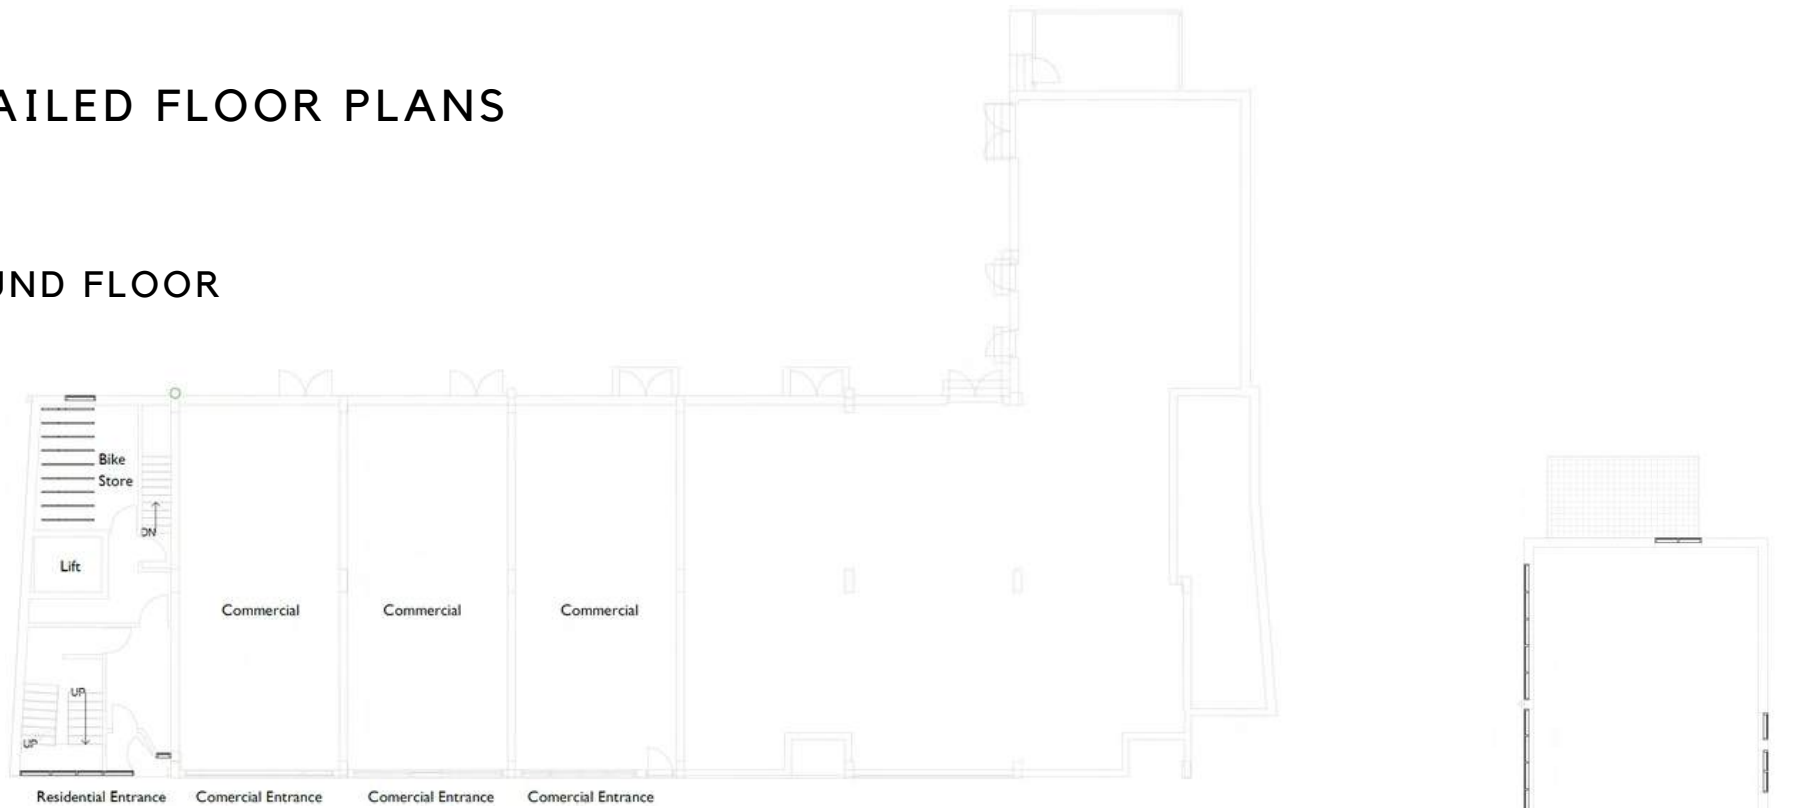 AILED FLOOR PLANS
UND FLOOR
Bike
Store
DN
Lift
Commercial
Commercial
Commercial
UP
UP
Residential Entrance
Comercial Entrance
Comercial Entrance
Comercial Entrance